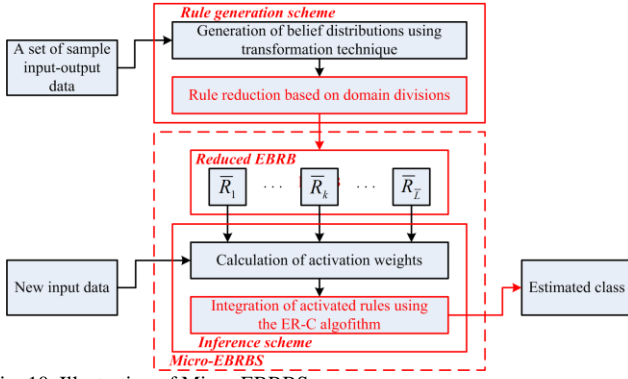 Rule generation scheme
A set of sample
input-output
data
Generation of belief distributions using
transformation technique
Rule reduction based on domain divisions
Reduced EBRB
R̅1 ... R̅k ... R̅L̅
New input data
Calculation of activation weights
Integration of activated rules using
the ER-C algofithm
Estimated class
Inference scheme
Micro-EBRBS